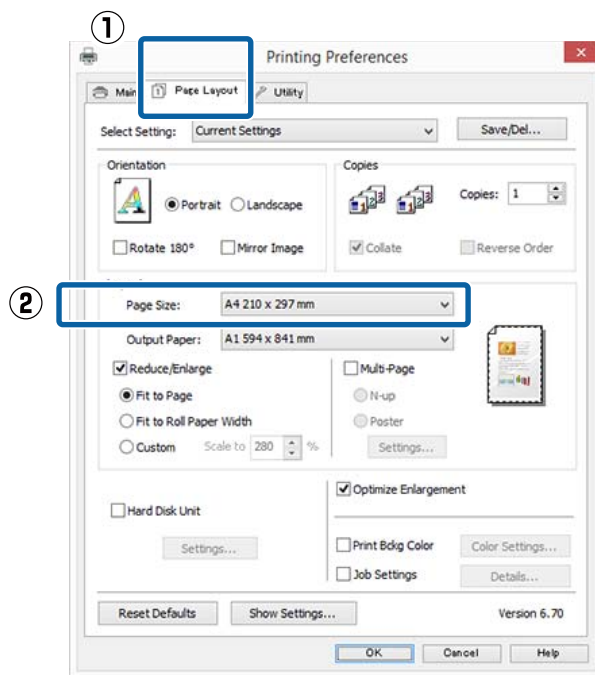 ①
Printing Preferences
Main Page Layout Utility
Select Setting: Current Settings Save/Del...
Orientation
Portrait Landscape
Rotate 180° Mirror Image
Copies
Copies: 1
Collate Reverse Order
②
Page Size: A4 210 x 297 mm
Output Paper: A1 594 x 841 mm
Reduce/Enlarge
Fit to Page
Fit to Roll Paper Width
Custom Scale to 280 %
Multi-Page
N-up
Poster
Settings...
Hard Disk Unit
Settings...
Optimize Enlargement
Print Bckg Color Color Settings...
Job Settings Details...
Reset Defaults Show Settings... Version 6.70
OK Cancel Help